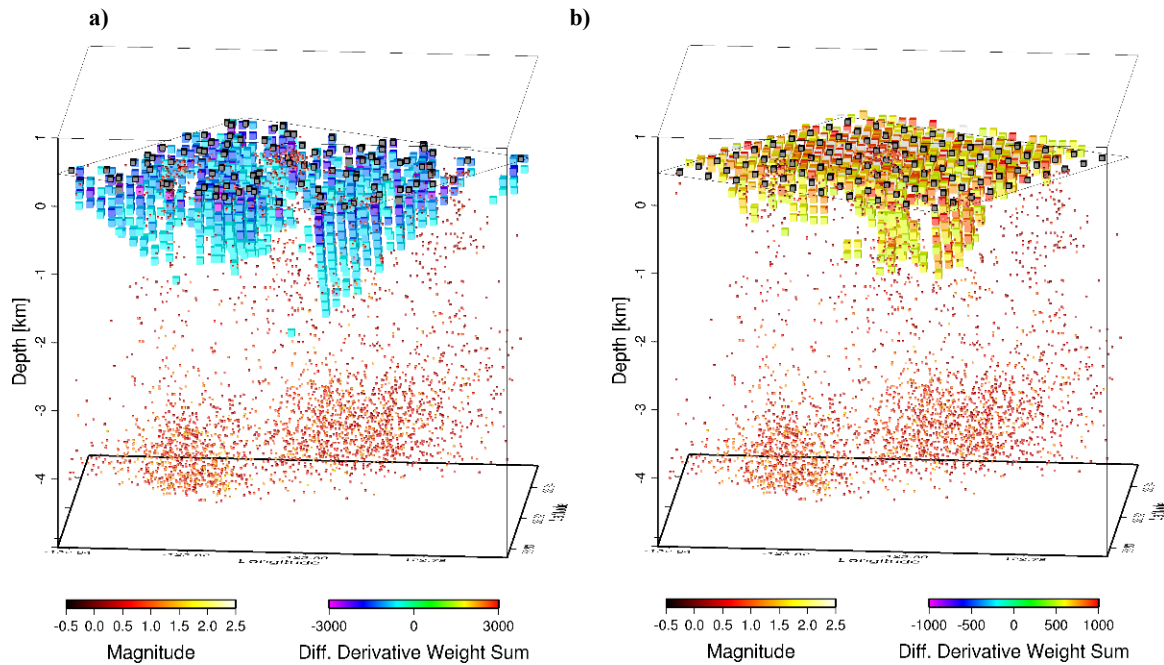 a)
b)
1
0
-1
-2
-3
-4
Depth [km]
Longitude
1
0
-1
-2
-3
-4
Depth [km]
Longitude
-0.5 0.0 0.5 1.0 1.5 2.0 2.5
Magnitude
-3000 0 3000
Diff. Derivative Weight Sum
-0.5 0.0 0.5 1.0 1.5 2.0 2.5
Magnitude
-1000 -500 0 500 1000
Diff. Derivative Weight Sum